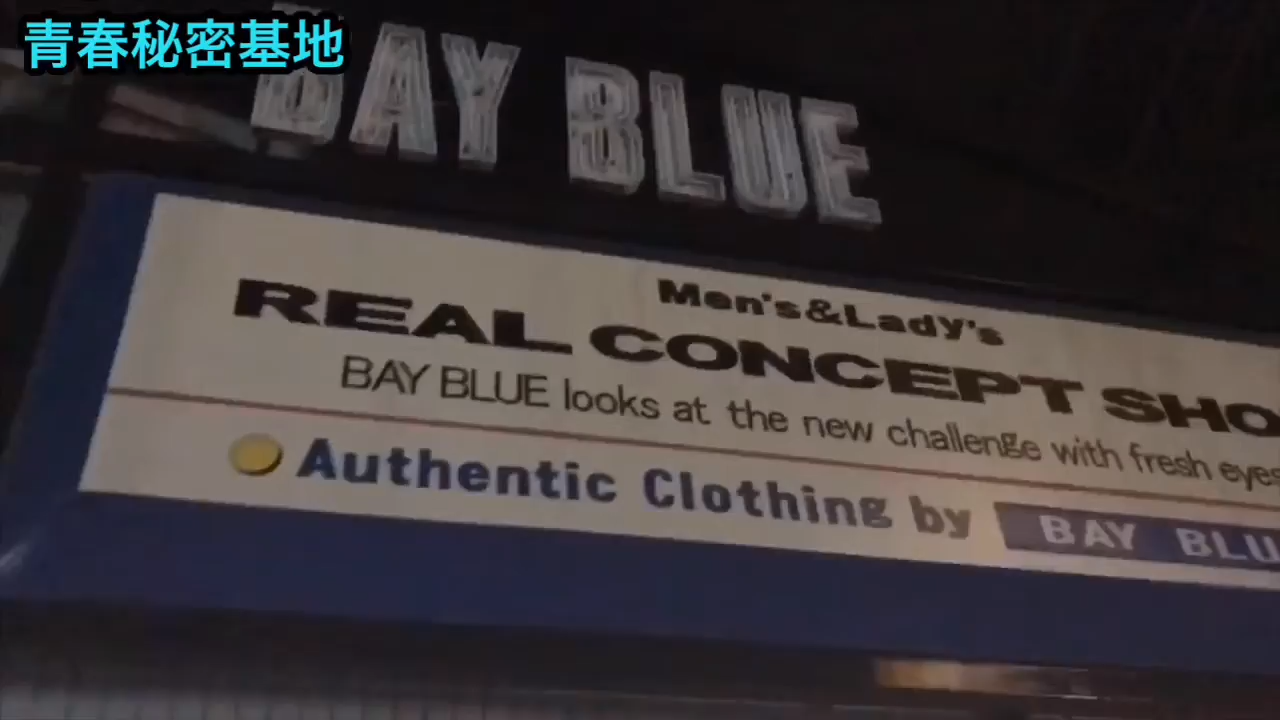 青春秘密基地
BAY BLUE
Men's&Lady's
REAL CONCEPT SHO
BAY BLUE looks at the new challenge with fresh eyes
Authentic Clothing by BAY BLU